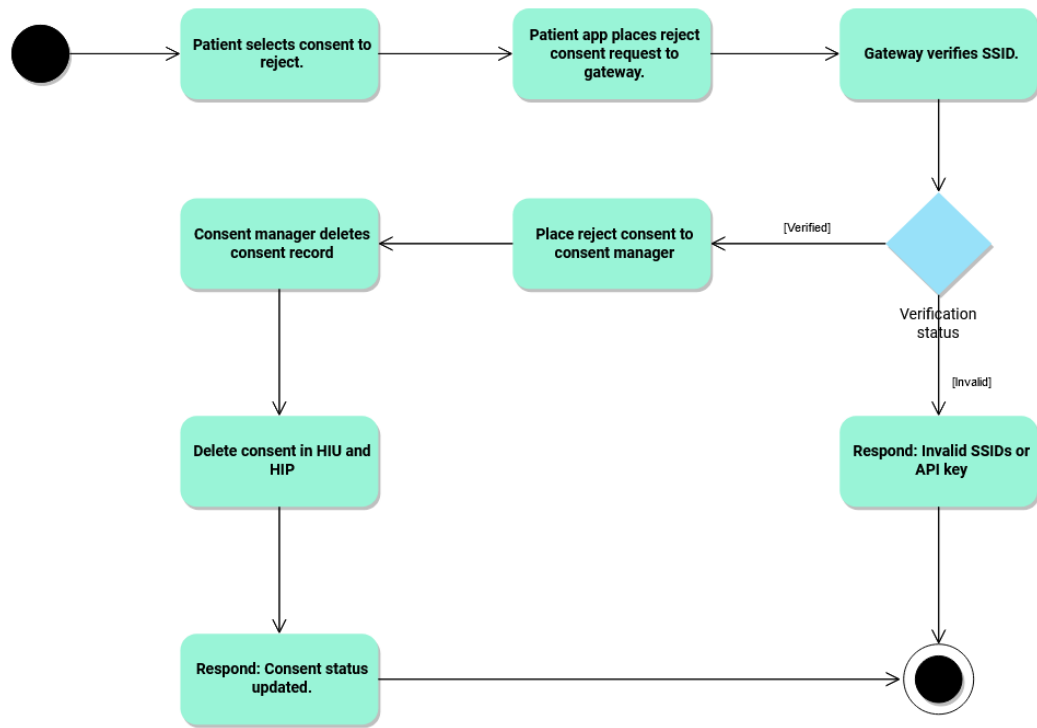 Patient selects consent to
reject.
Patient app places reject
consent request to
gateway.
Gateway verifies SSID.
Consent manager deletes
consent record
Place reject consent to
consent manager
[Verified]
Verification
status
[Invalid]
Delete consent in HIU and
HIP
Respond: Invalid SSIDs or
API key
Respond: Consent status
updated.